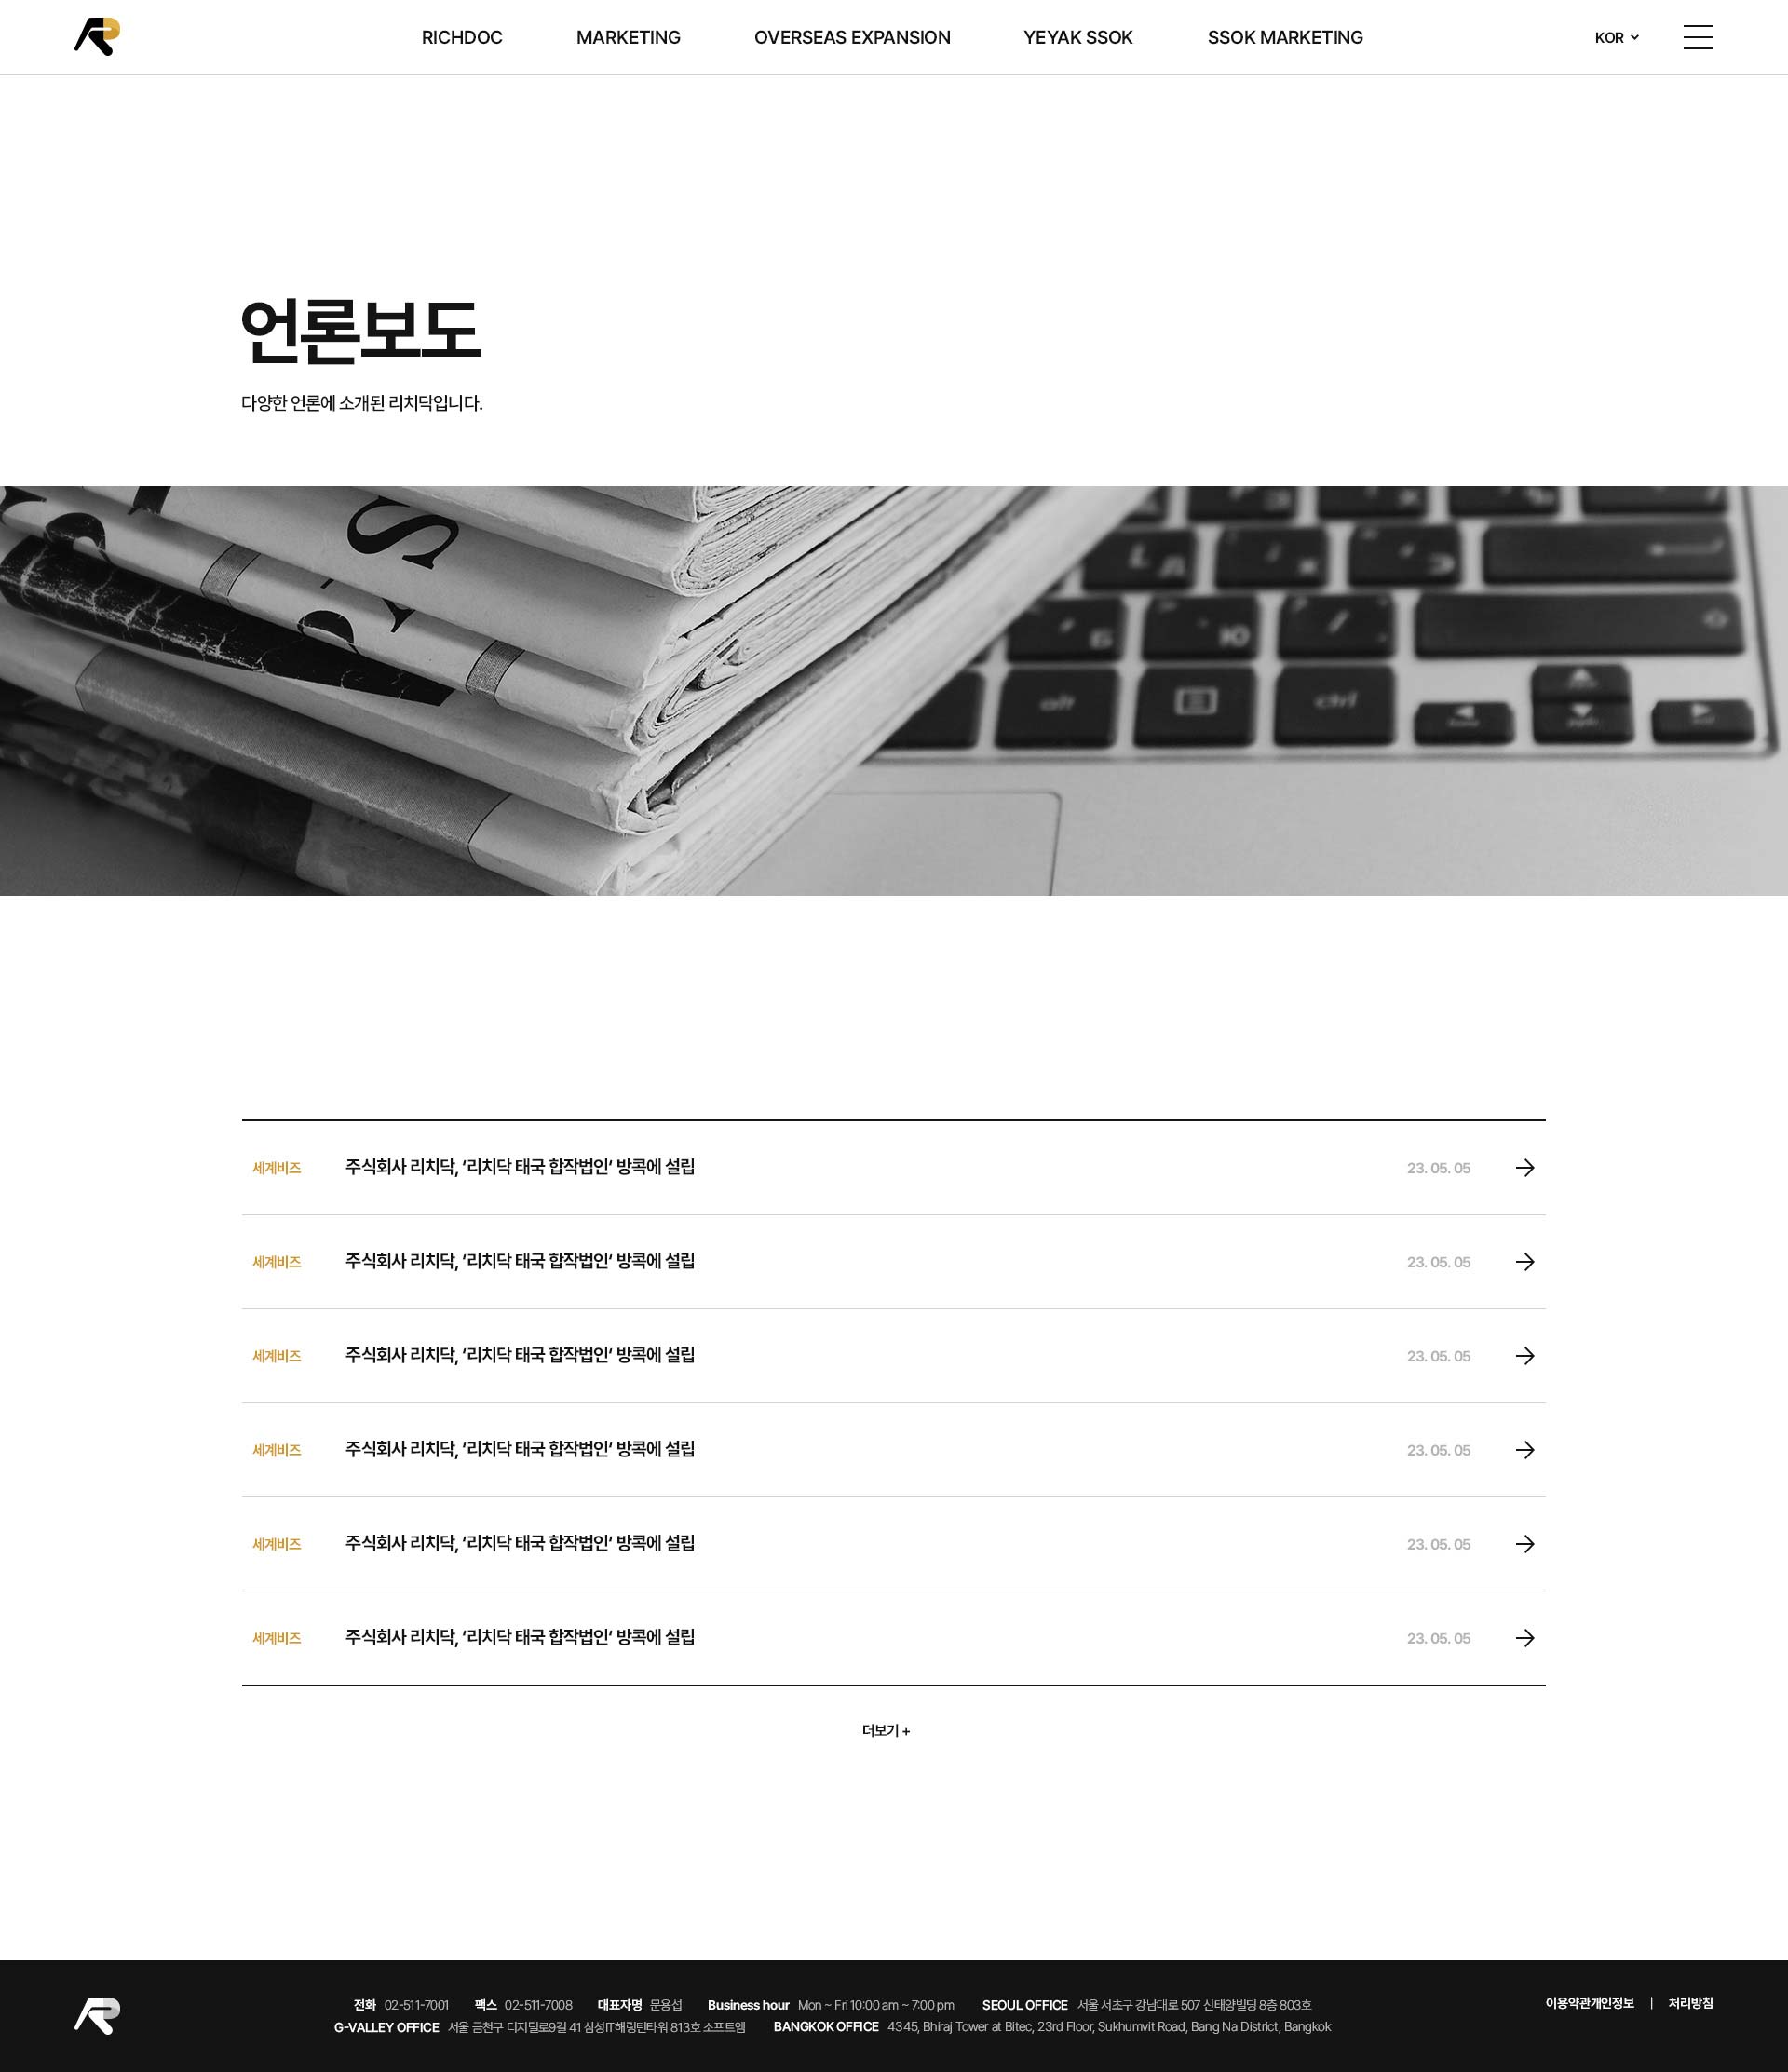 RICHDOC MARKETING OVERSEAS EXPANSION YEYAK SSOK SSOK MARKETING KOR
언론보도
다양한 언론에 소개된 리치닥입니다.
S
alt ctrl
세계비즈 주식회사 리치닥, ‘리치닥 태국 합작법인‘ 방콕에 설립 23. 05. 05
세계비즈 주식회사 리치닥, ‘리치닥 태국 합작법인‘ 방콕에 설립 23. 05. 05
세계비즈 주식회사 리치닥, ‘리치닥 태국 합작법인‘ 방콕에 설립 23. 05. 05
세계비즈 주식회사 리치닥, ‘리치닥 태국 합작법인‘ 방콕에 설립 23. 05. 05
세계비즈 주식회사 리치닥, ‘리치닥 태국 합작법인‘ 방콕에 설립 23. 05. 05
세계비즈 주식회사 리치닥, ‘리치닥 태국 합작법인‘ 방콕에 설립 23. 05. 05
더보기 +
전화 02-511-7001 팩스 02-511-7008 대표자명 문용섭 Business hour Mon ~ Fri 10:00 am ~ 7:00 pm SEOUL OFFICE 서울 서초구 강남대로 507 신태양빌딩 8층 803호 이용약관개인정보 | 처리방침
G-VALLEY OFFICE 서울 금천구 디지털로9길 41 삼성IT해링턴타워 813호 소프트엠 BANGKOK OFFICE 4345, Bhiraj Tower at Bitec, 23rd Floor, Sukhumvit Road, Bang Na District, Bangkok